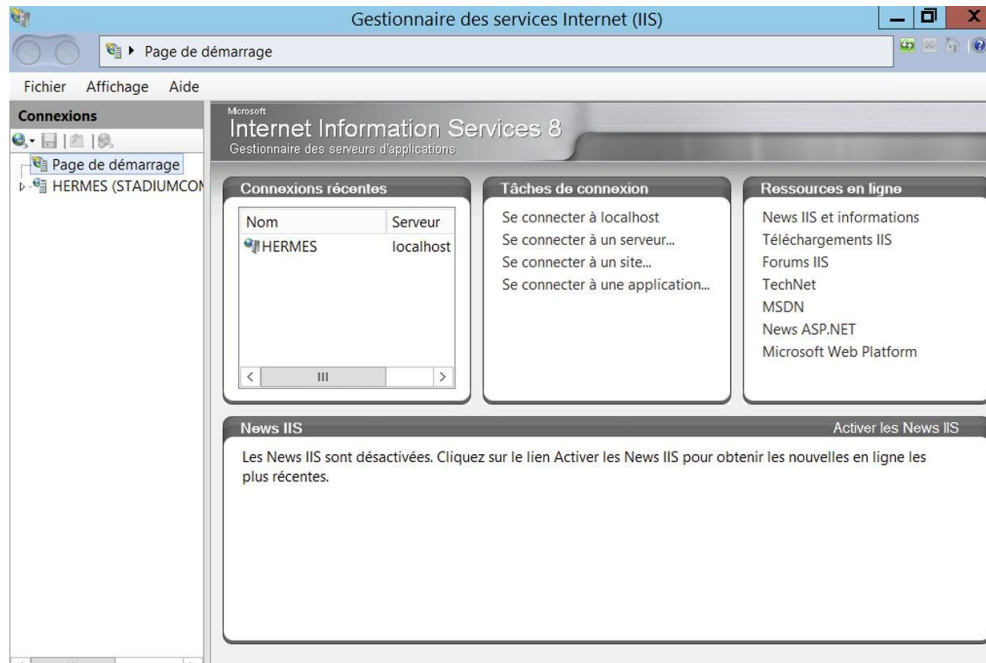 Gestionnaire des services Internet (IIS)
Page de démarrage
Fichier Affichage Aide
Connexions
Page de démarrage
HERMES (STADIUMCOM
Microsoft
Internet Information Services 8
Gestionnaire des serveurs d'applications
Connexions récentes
Nom Serveur
HERMES localhost
Tâches de connexion
Se connecter à localhost
Se connecter à un serveur...
Se connecter à un site...
Se connecter à une application...
Ressources en ligne
News IIS et informations
Téléchargements IIS
Forums IIS
TechNet
MSDN
News ASP.NET
Microsoft Web Platform
News IIS Activer les News IIS
Les News IIS sont désactivées. Cliquez sur le lien Activer les News IIS pour obtenir les nouvelles en ligne les
plus récentes.